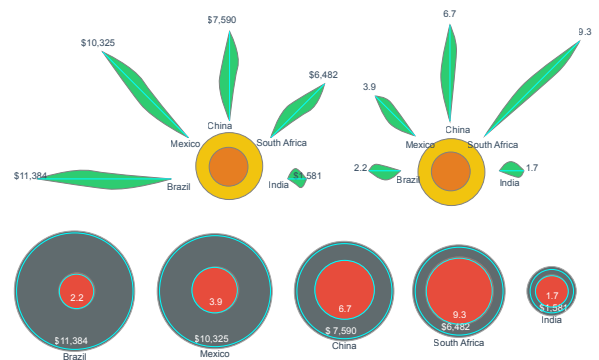 $7,590
6.7
9.3
$10,325
$6,482
3.9
China
China
Mexico
South Africa
Mexico
South Africa
$11,384
Brazil
India
$1,581
2.2
Brazil
1.7
India
2.2
3.9
6.7
9.3
1.7
$11,384
$10,325
$ 7,590
$6,482
$1,581
Brazil
Mexico
China
South Africa
India